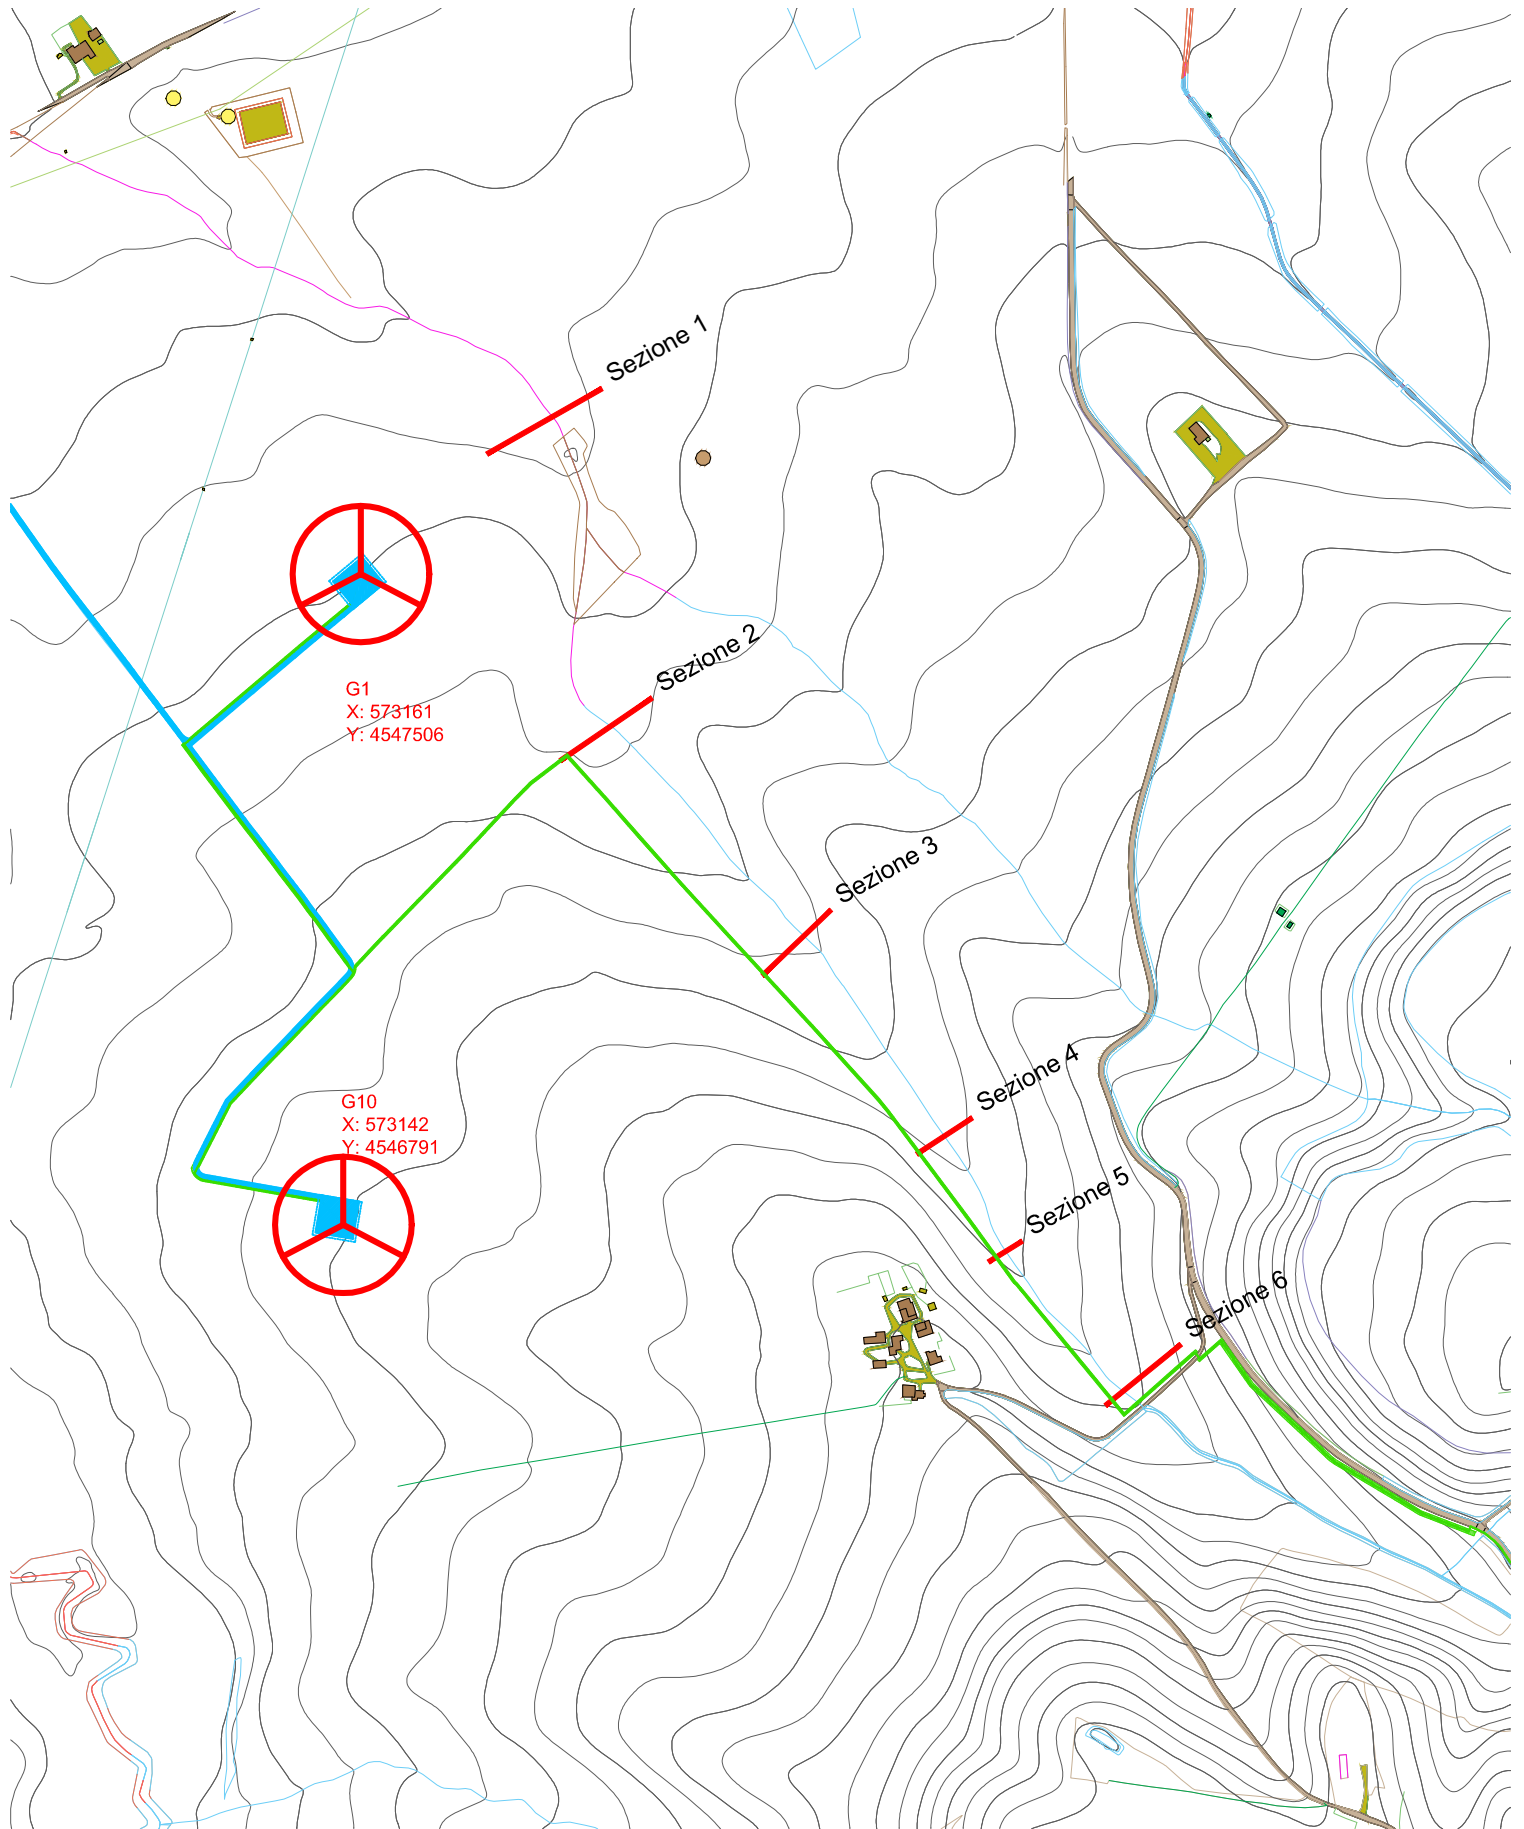 Sezione 1
Sezione 2
G1
X: 573161
Y: 4547506
Sezione 3
Sezione 4
G10
X: 573142
Y: 4546791
Sezione 5
Sezione 6